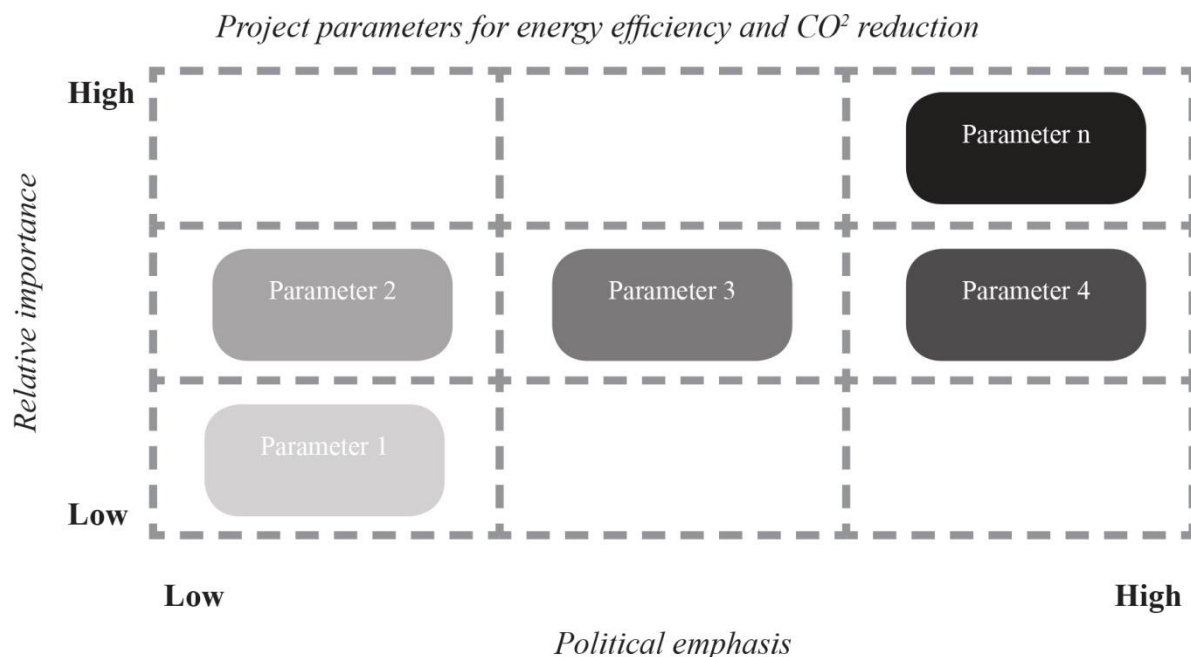 Project parameters for energy efficiency and CO² reduction
High
Parameter n
Relative importance
Parameter 2
Parameter 3
Parameter 4
Parameter 1
Low
Low
High
Political emphasis